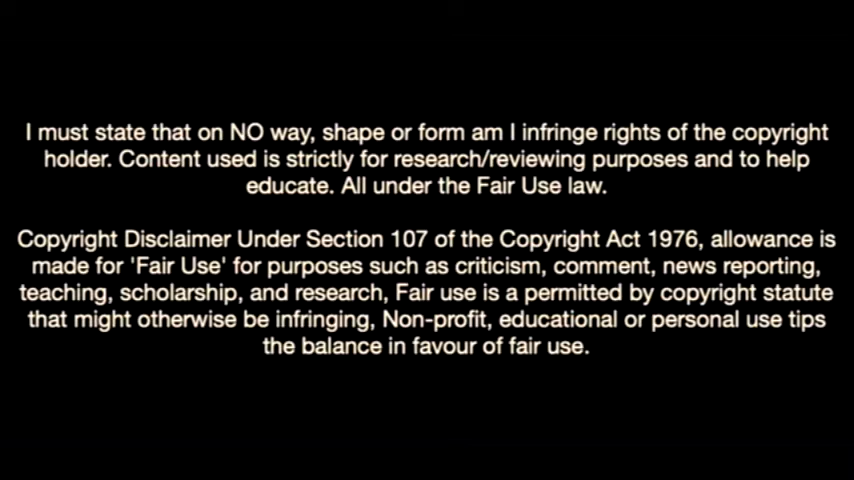 I must state that on NO way, shape or form am I infringe rights of the copyright
holder. Content used is strictly for research/reviewing purposes and to help
educate. All under the Fair Use law.
Copyright Disclaimer Under Section 107 of the Copyright Act 1976, allowance is
made for 'Fair Use' for purposes such as criticism, comment, news reporting,
teaching, scholarship, and research, Fair use is a permitted by copyright statute
that might otherwise be infringing, Non-profit, educational or personal use tips
the balance in favour of fair use.